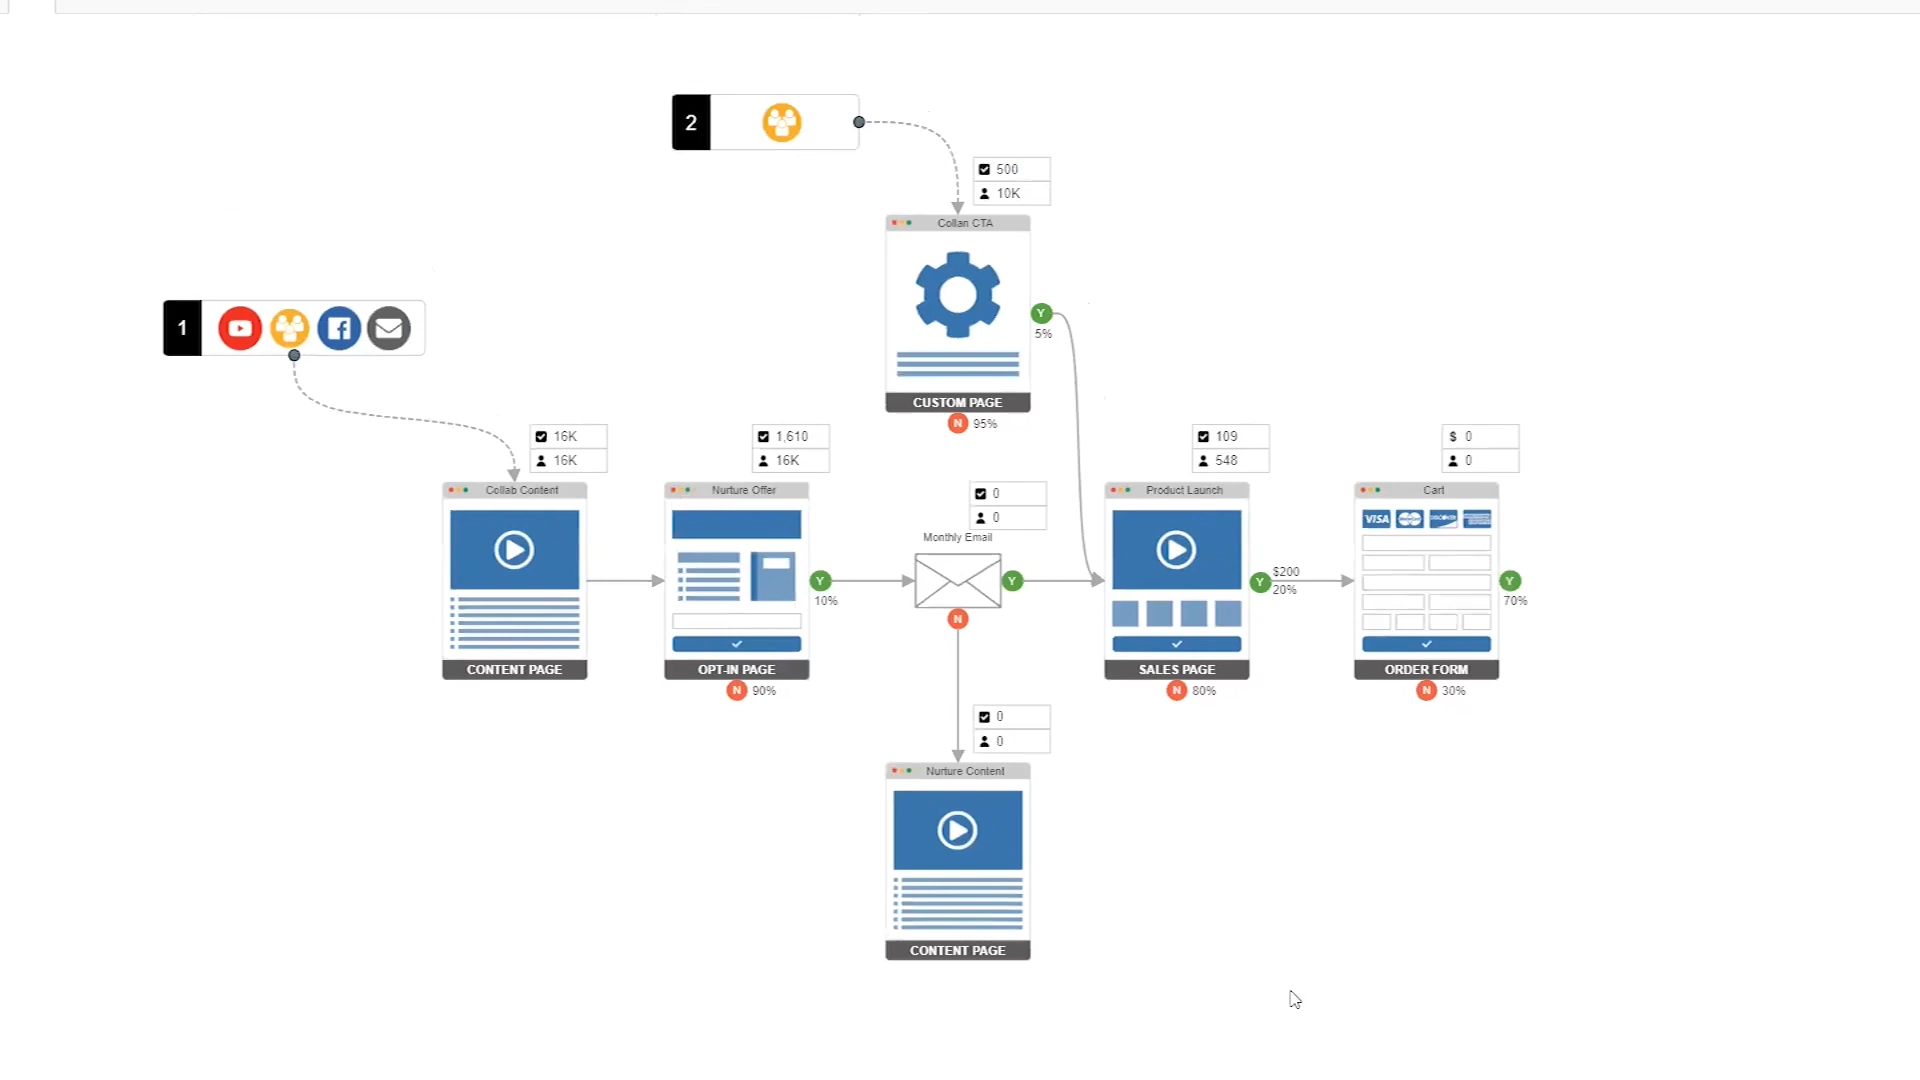 2
500
10K
Collan CTA
1
Y
5%
CUSTOM PAGE
N 95%
16K
16K
1,610
16K
109
548
$ 0
0
Collab Content
Nurture Offer
0
0
Product Launch
Cart
VISA
DISCOVER
Monthly Email
Y
10%
Y
Y
$200
20%
Y
70%
N
CONTENT PAGE
OPT-IN PAGE
SALES PAGE
ORDER FORM
N 90%
N 80%
N 30%
0
0
Nurture Content
CONTENT PAGE